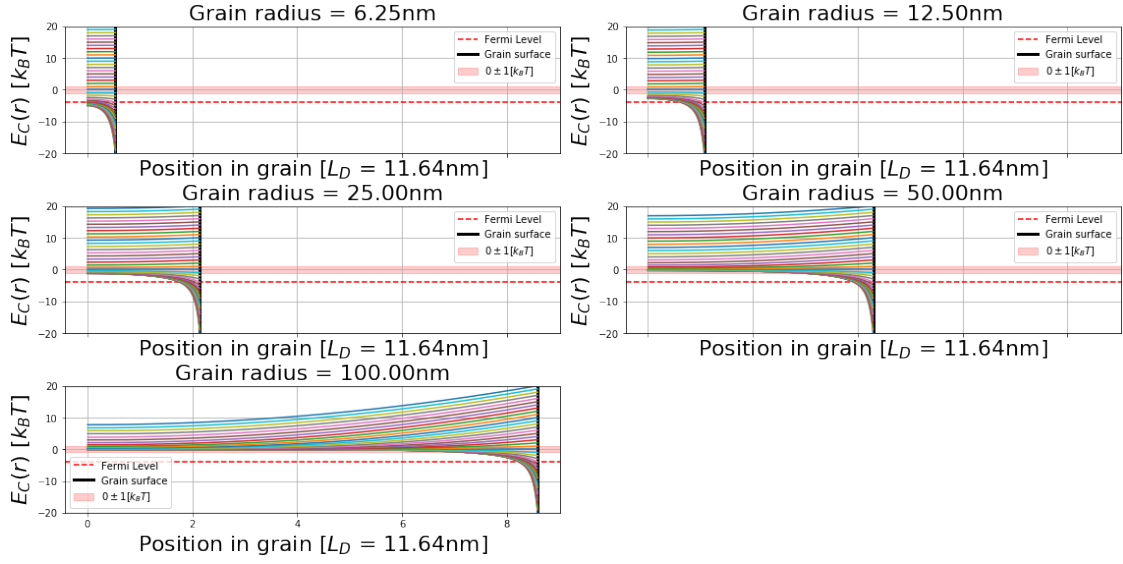 Grain radius = 6.25nm
E_C(r) [k_BT]
20
10
0
−10
−20
Fermi Level
Grain surface
0 ± 1[k_BT]
Position in grain [L_D = 11.64nm]
Grain radius = 12.50nm
E_C(r) [k_BT]
20
10
0
−10
−20
Fermi Level
Grain surface
0 ± 1[k_BT]
Position in grain [L_D = 11.64nm]
Grain radius = 25.00nm
E_C(r) [k_BT]
20
10
0
−10
−20
Fermi Level
Grain surface
0 ± 1[k_BT]
Position in grain [L_D = 11.64nm]
Grain radius = 50.00nm
E_C(r) [k_BT]
20
10
0
−10
−20
Fermi Level
Grain surface
0 ± 1[k_BT]
Position in grain [L_D = 11.64nm]
Grain radius = 100.00nm
E_C(r) [k_BT]
20
10
0
−10
−20
Fermi Level
Grain surface
0 ± 1[k_BT]
0 2 4 6 8
Position in grain [L_D = 11.64nm]